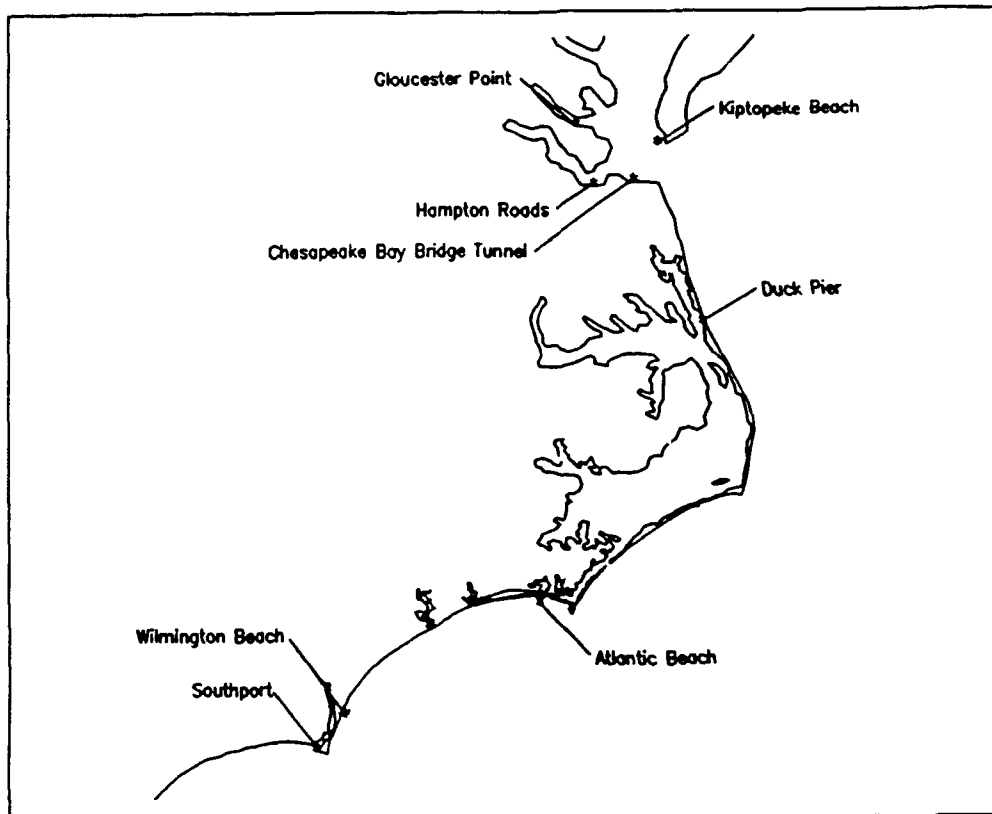 Gloucester Point
Kiptopeke Beach
Hampton Roads
Chesapeake Bay Bridge Tunnel
Duck Pier
Wilmington Beach
Atlantic Beach
Southport